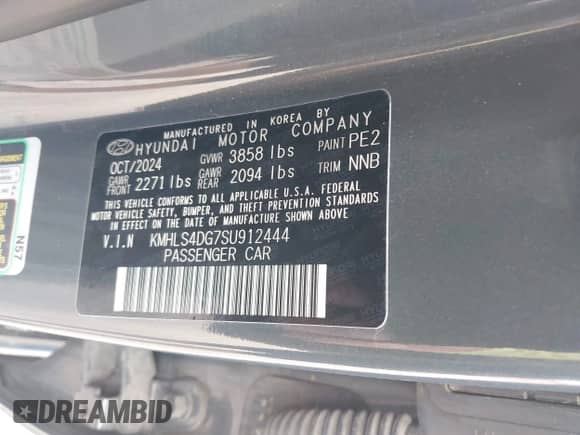 MANUFACTURED IN KOREA BY
HYUNDAI MOTOR COMPANY
OCT/2024 GVWR 3858 lbs PAINT PE2
GAWR FRONT 2271 lbs GAWR REAR 2094 lbs TRIM NNB
THIS VEHICLE CONFORMS TO ALL APPLICABLE U.S.A. FEDERAL
MOTOR VEHICLE SAFETY, BUMPER, AND THEFT PREVENTION STANDARDS
IN EFFECT ON THE DATE OF MANUFACTURE SHOWN ABOVE.
V.I.N KMHLS4DG7SU912444
PASSENGER CAR
N57
DREAMBID